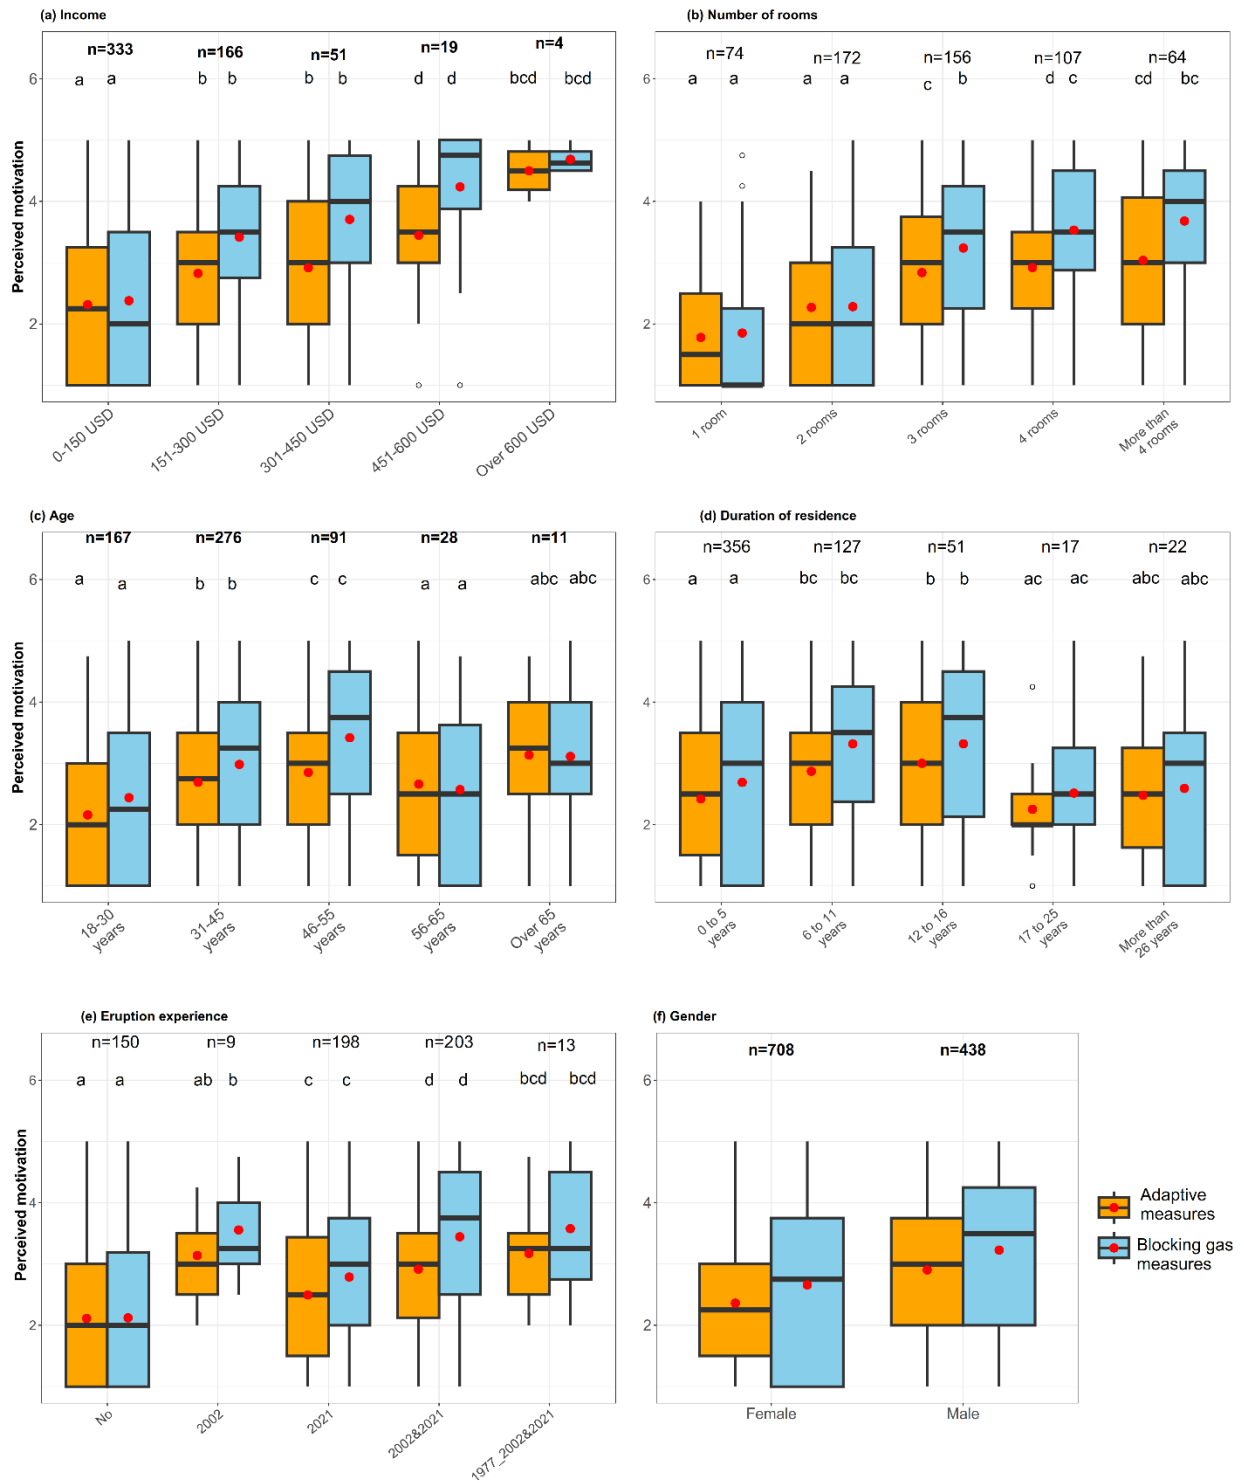 (a) Income
n=333
n=166
n=51
n=19
n=4
a a b b b b d d bcd bcd
Perceived motivation
6
4
2
0-150 USD
151-300 USD
301-450 USD
451-600 USD
Over 600 USD
(b) Number of rooms
n=74
n=172
n=156
n=107
n=64
a a a a c b d c cd bc
6
4
2
1 room
2 rooms
3 rooms
4 rooms
More than
4 rooms
(c) Age
n=167
n=276
n=91
n=28
n=11
a a b b c c a a abc abc
Perceived motivation
6
4
2
18-30
years
31-45
years
46-55
years
56-65
years
Over 65
years
(d) Duration of residence
n=356
n=127
n=51
n=17
n=22
a a bc bc b b ac ac abc abc
6
4
2
0 to 5
years
6 to 11
years
12 to 16
years
17 to 25
years
More than
26 years
(e) Eruption experience
n=150
n=9
n=198
n=203
n=13
a a ab b c c d d bcd bcd
Perceived motivation
6
4
2
No
2002
2021
2002&2021
1977_2002&2021
(f) Gender
n=708
n=438
6
4
2
Female
Male
Adaptive
measures
Blocking gas
measures